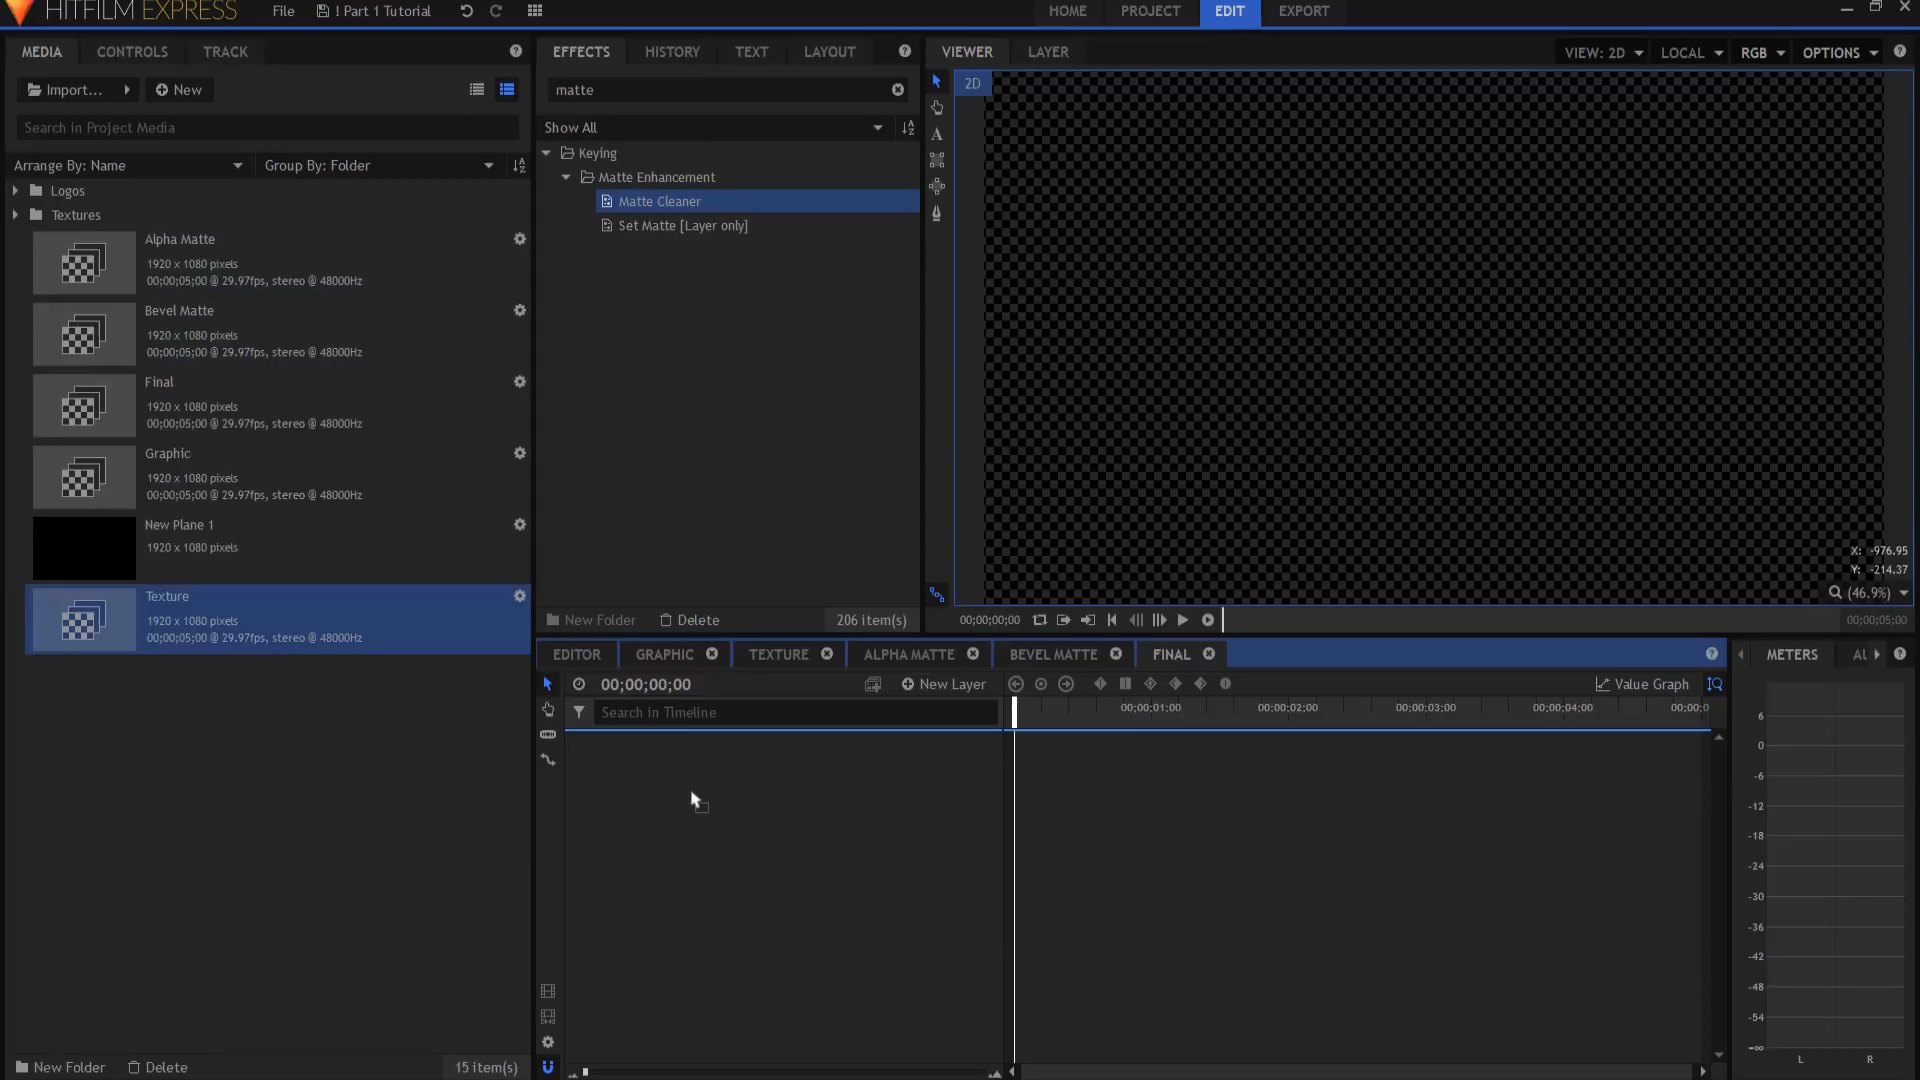 HITFILM EXPRESS
File
! Part 1 Tutorial
HOME
PROJECT
EDIT
EXPORT
MEDIA
CONTROLS
TRACK
Import...
New
Search in Project Media
Arrange By: Name
Group By: Folder
Logos
Textures
Alpha Matte
1920 x 1080 pixels
00;00;05;00 @ 29.97fps, stereo @ 48000Hz
Bevel Matte
1920 x 1080 pixels
00;00;05;00 @ 29.97fps, stereo @ 48000Hz
Final
1920 x 1080 pixels
00;00;05;00 @ 29.97fps, stereo @ 48000Hz
Graphic
1920 x 1080 pixels
00;00;05;00 @ 29.97fps, stereo @ 48000Hz
New Plane 1
1920 x 1080 pixels
Texture
1920 x 1080 pixels
00;00;05;00 @ 29.97fps, stereo @ 48000Hz
New Folder
Delete
15 item(s)
EFFECTS
HISTORY
TEXT
LAYOUT
matte
Show All
Keying
Matte Enhancement
Matte Cleaner
Set Matte [Layer only]
New Folder
Delete
206 item(s)
VIEWER
LAYER
VIEW: 2D
LOCAL
RGB
OPTIONS
2D
X: -976.95
Y: -214.37
(46.9%)
00;00;00;00
00;00;05;00
EDITOR
GRAPHIC
TEXTURE
ALPHA MATTE
BEVEL MATTE
FINAL
00;00;00;00
New Layer
Value Graph
Search in Timeline
00;00;01;00
00;00;02;00
00;00;03;00
00;00;04;00
00;00;0
METERS
AU
6
0
-6
-12
-18
-24
-30
-36
-42
-48
-54
-∞
L
R